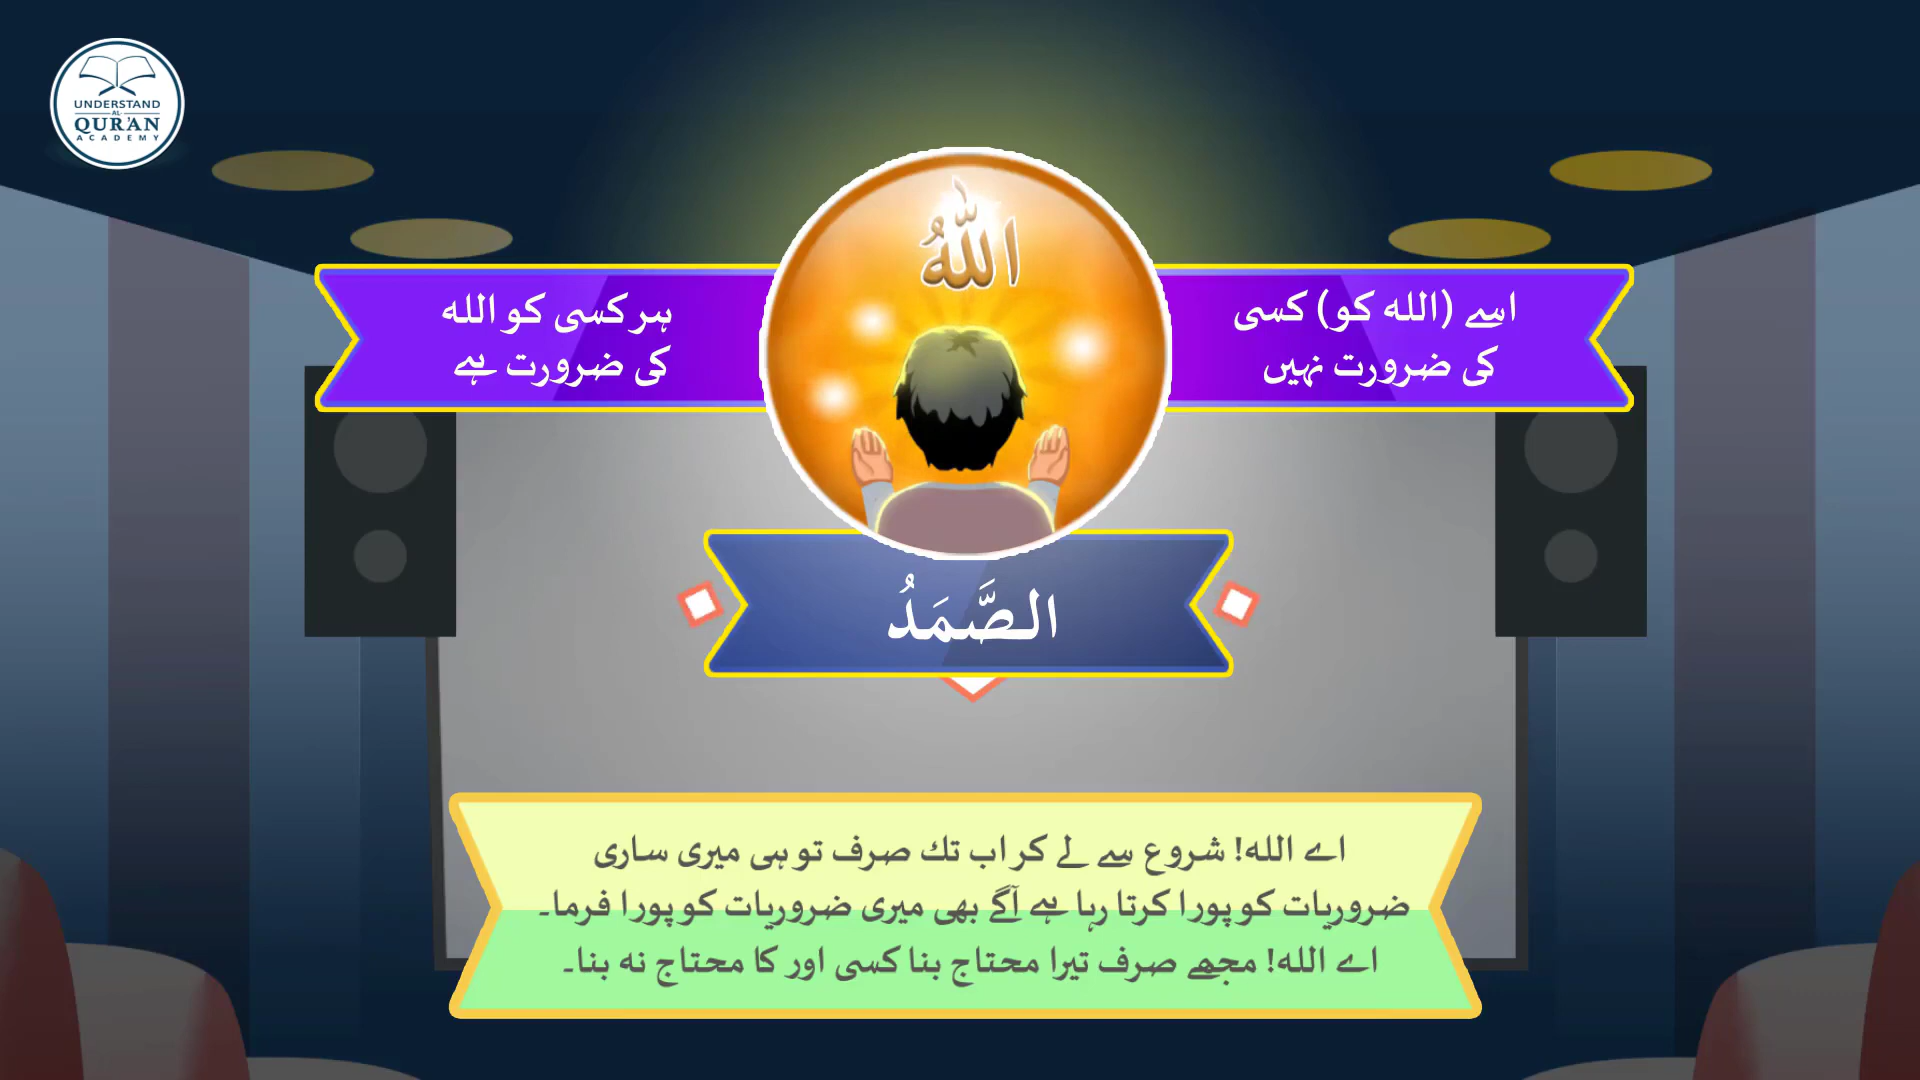 UNDERSTAND
AL-
QUR'AN
ACADEMY
اللهُ
اسے (اللہ کو) کسی
کی ضرورت نہیں
ہر کسی کو اللہ
کی ضرورت ہے
الصَّمَدُ
اے اللہ! شروع سے لے کر اب تک صرف تو ہی میری ساری
ضروریات کو پورا کرتا رہا ہے آگے بھی میری ضروریات کو پورا فرما۔
اے اللہ! مجھے صرف تیرا محتاج بنا کسی اور کا محتاج نہ بنا۔